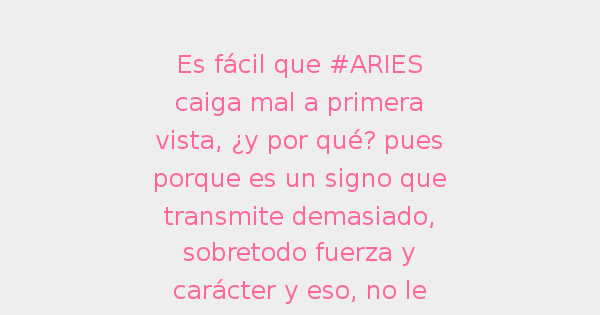 Es fácil que #ARIES
caiga mal a primera
vista, ¿y por qué? pues
porque es un signo que
transmite demasiado,
sobretodo fuerza y
carácter y eso, no le